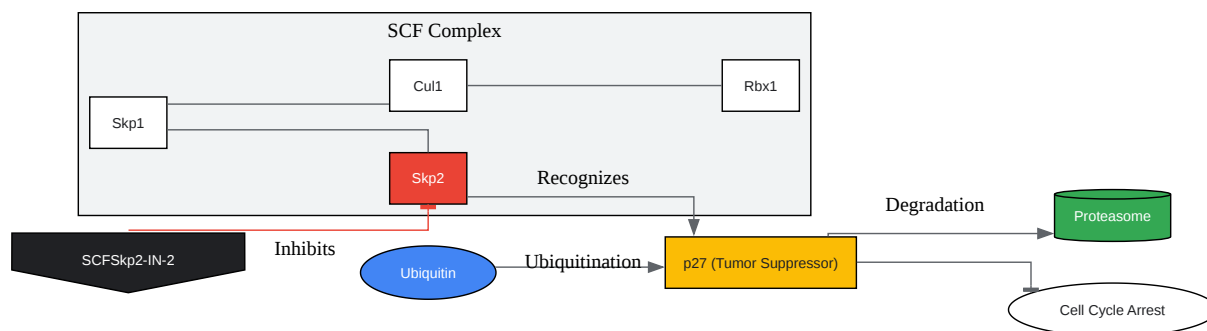 SCF Complex
Cul1
Rbx1
Skp1
Skp2
Recognizes
Degradation
Proteasome
SCFSkp2-IN-2
Inhibits
Ubiquitin
Ubiquitination
p27 (Tumor Suppressor)
Cell Cycle Arrest